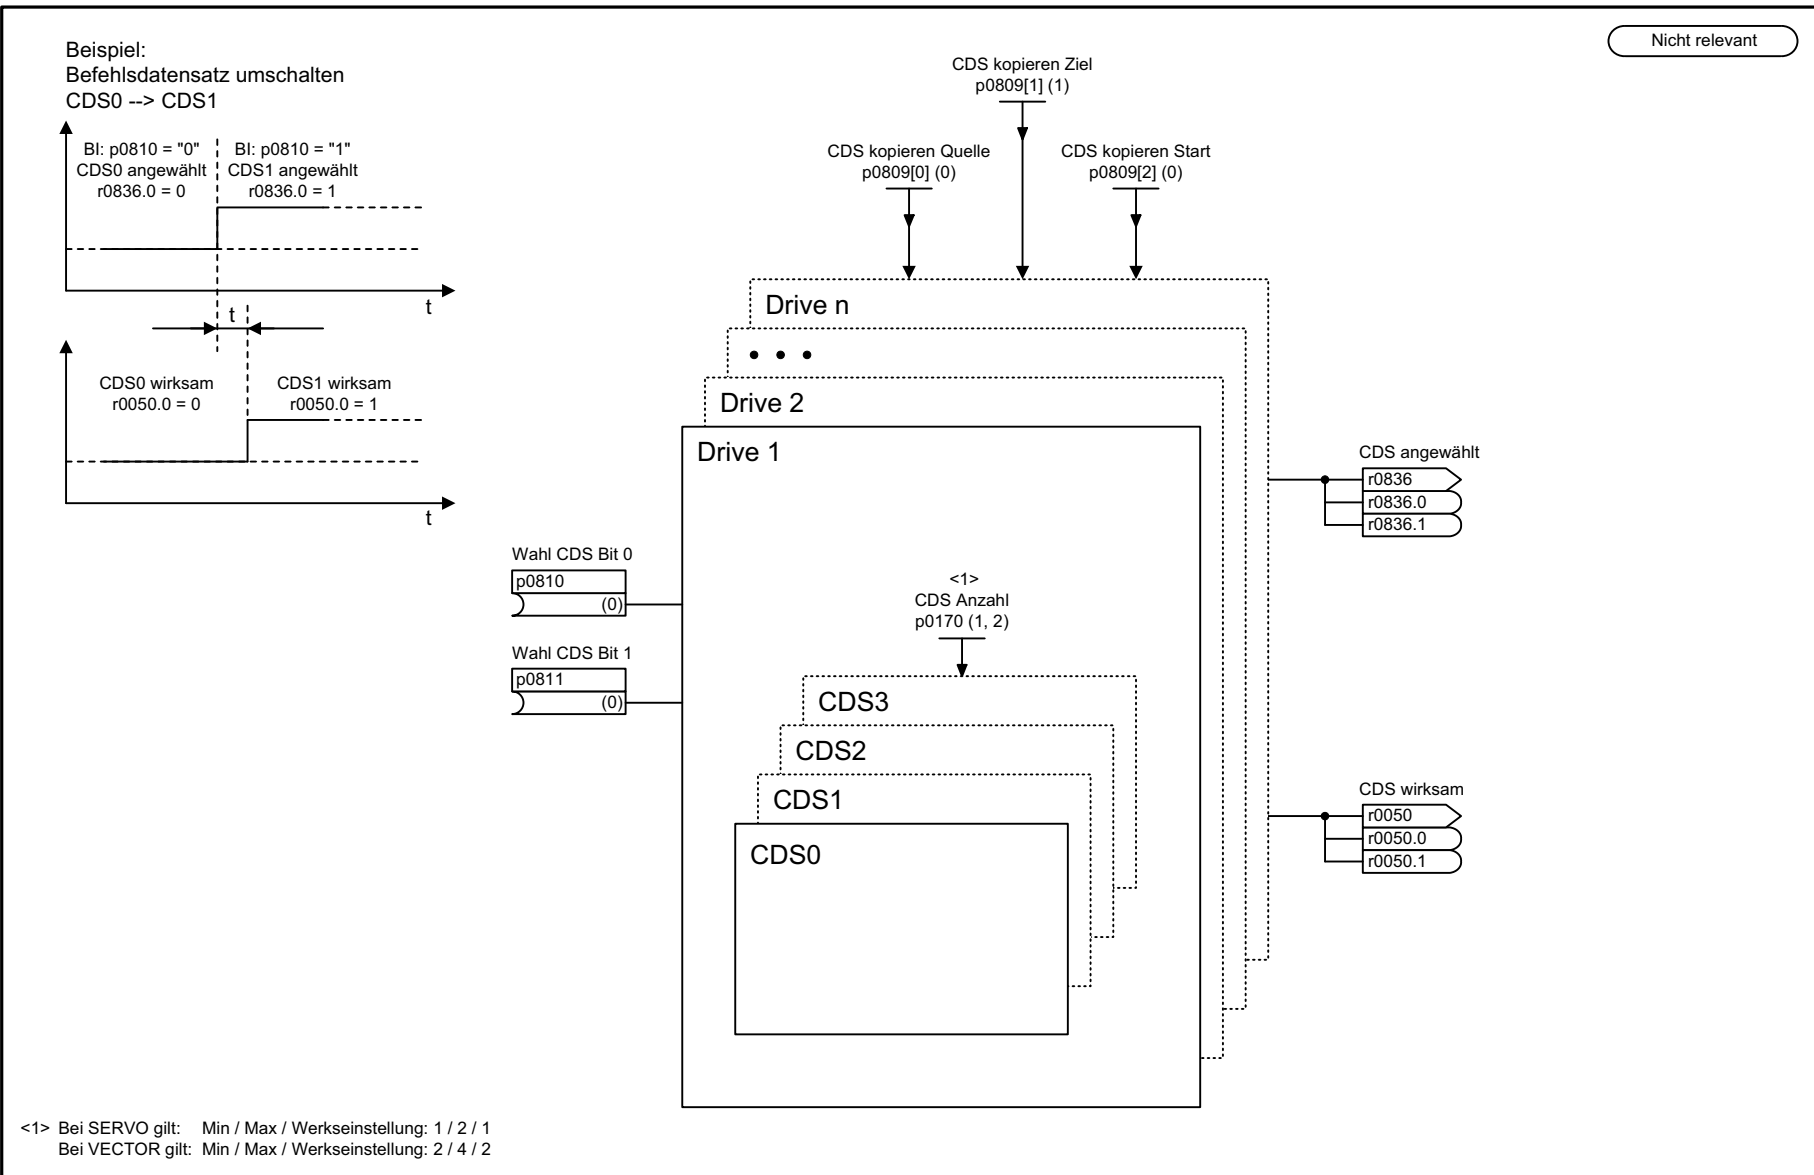 Nicht relevant
Beispiel:
Befehlsdatensatz umschalten
CDS0 --> CDS1
BI: p0810 = "0"
CDS0 angewählt
r0836.0 = 0
BI: p0810 = "1"
CDS1 angewählt
r0836.0 = 1
t
t
CDS0 wirksam
r0050.0 = 0
CDS1 wirksam
r0050.0 = 1
t
CDS kopieren Ziel
p0809[1] (1)
CDS kopieren Quelle
p0809[0] (0)
CDS kopieren Start
p0809[2] (0)
Drive n
Drive 2
Drive 1
Wahl CDS Bit 0
p0810
(0)
Wahl CDS Bit 1
p0811
(0)
<1>
CDS Anzahl
p0170 (1, 2)
CDS3
CDS2
CDS1
CDS0
CDS angewählt
r0836
r0836.0
r0836.1
CDS wirksam
r0050
r0050.0
r0050.1
<1> Bei SERVO gilt: Min / Max / Werkseinstellung: 1 / 2 / 1
Bei VECTOR gilt: Min / Max / Werkseinstellung: 2 / 4 / 2